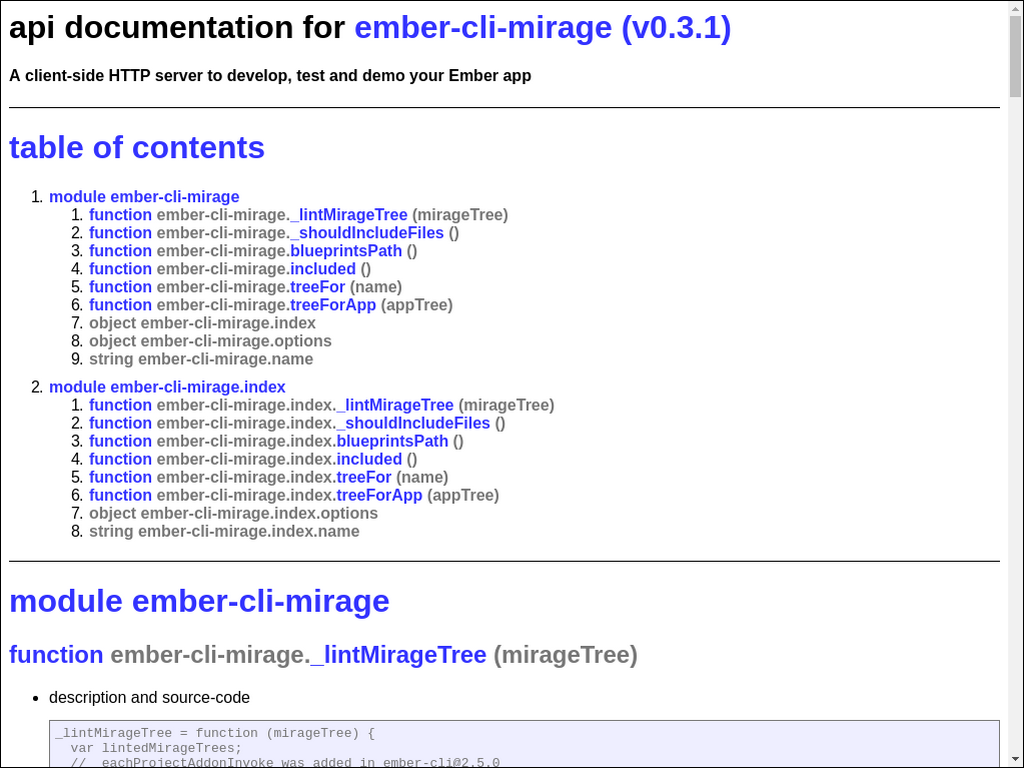 api documentation for ember-cli-mirage (v0.3.1)
A client-side HTTP server to develop, test and demo your Ember app
table of contents
1. module ember-cli-mirage
1. function ember-cli-mirage._lintMirageTree (mirageTree)
2. function ember-cli-mirage._shouldIncludeFiles ()
3. function ember-cli-mirage.blueprintsPath ()
4. function ember-cli-mirage.included ()
5. function ember-cli-mirage.treeFor (name)
6. function ember-cli-mirage.treeForApp (appTree)
7. object ember-cli-mirage.index
8. object ember-cli-mirage.options
9. string ember-cli-mirage.name
2. module ember-cli-mirage.index
1. function ember-cli-mirage.index._lintMirageTree (mirageTree)
2. function ember-cli-mirage.index._shouldIncludeFiles ()
3. function ember-cli-mirage.index.blueprintsPath ()
4. function ember-cli-mirage.index.included ()
5. function ember-cli-mirage.index.treeFor (name)
6. function ember-cli-mirage.index.treeForApp (appTree)
7. object ember-cli-mirage.index.options
8. string ember-cli-mirage.index.name
module ember-cli-mirage
function ember-cli-mirage._lintMirageTree (mirageTree)
• description and source-code
_lintMirageTree = function (mirageTree) {
var lintedMirageTrees;
// _eachProjectAddonInvoke was added in ember-cli@2.5.0